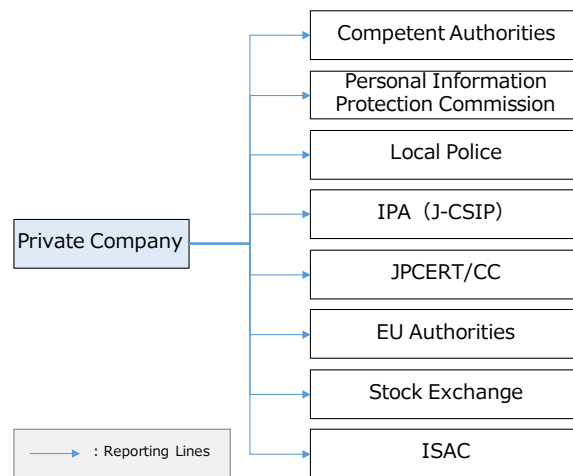 Competent Authorities
Personal Information
Protection Commission
Local Police
IPA（J-CSIP）
Private Company
JPCERT/CC
EU Authorities
Stock Exchange
ISAC
: Reporting Lines